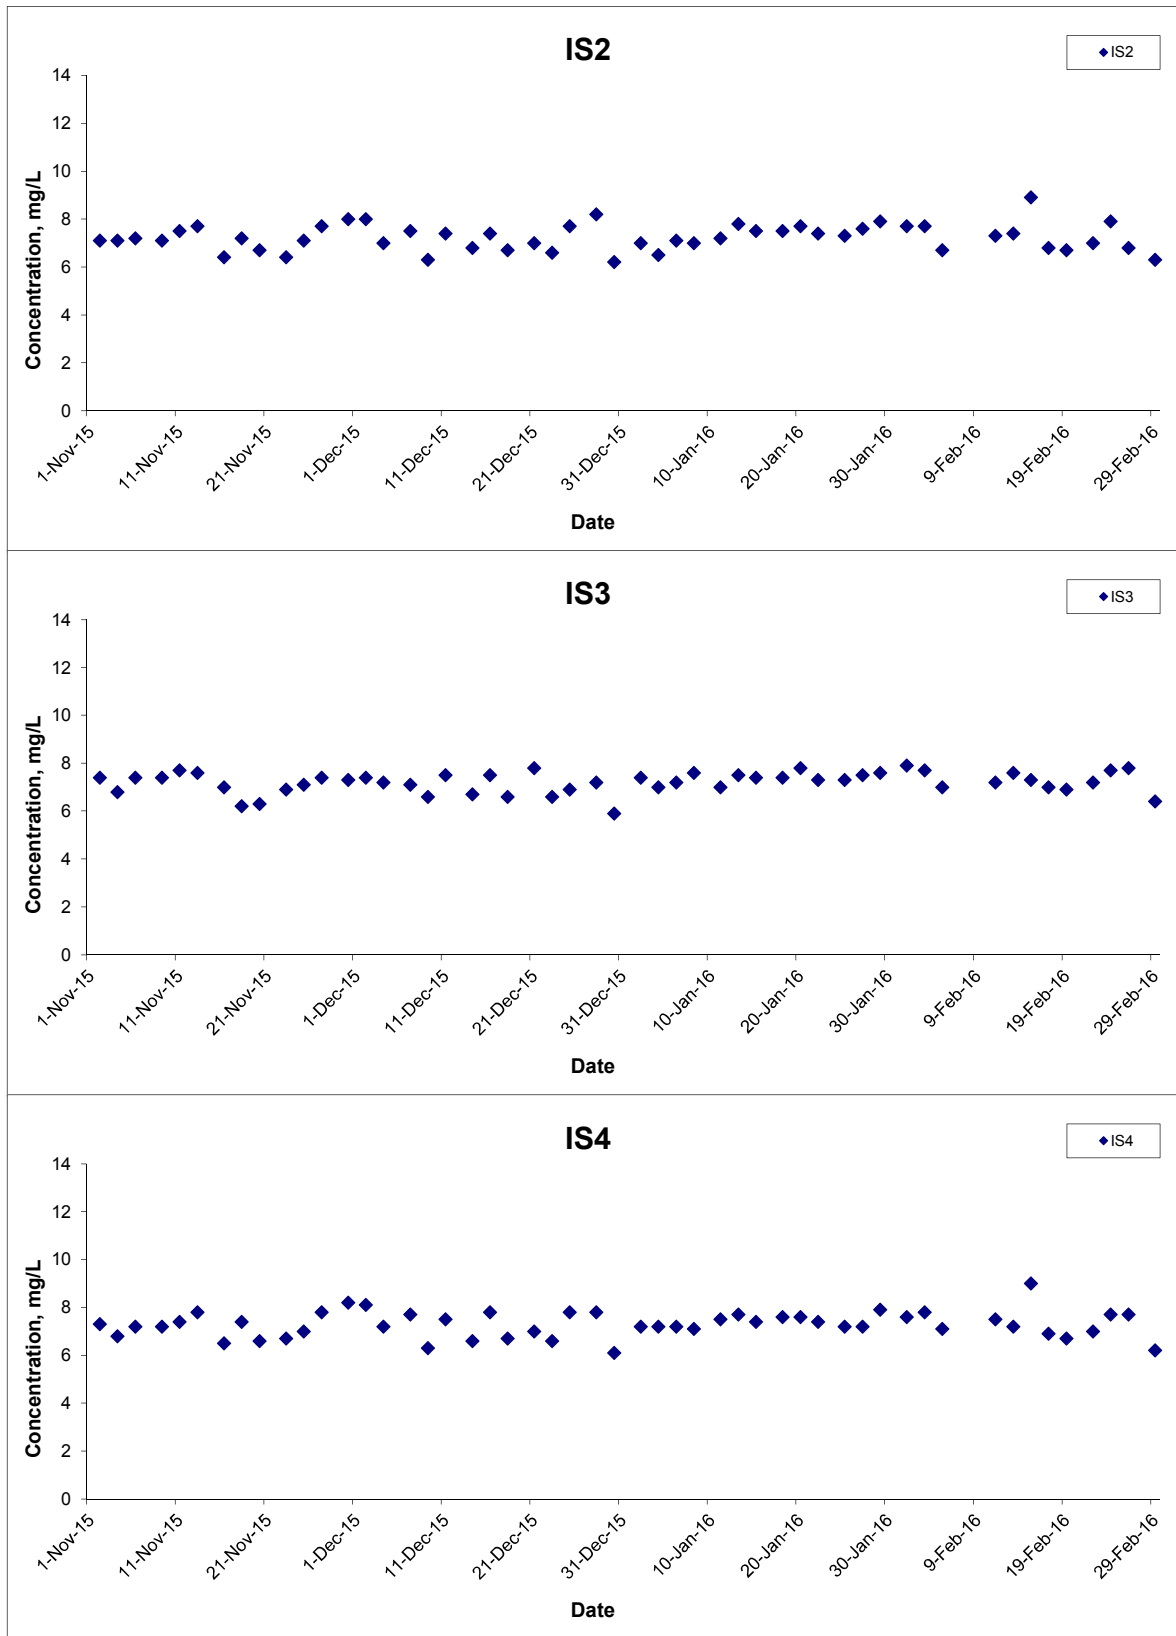 IS2
IS2
14
12
10
8
6
4
2
0
Concentration, mg/L
1-Nov-15
11-Nov-15
21-Nov-15
1-Dec-15
11-Dec-15
21-Dec-15
31-Dec-15
10-Jan-16
20-Jan-16
30-Jan-16
9-Feb-16
19-Feb-16
29-Feb-16
Date
IS3
IS3
14
12
10
8
6
4
2
0
Concentration, mg/L
1-Nov-15
11-Nov-15
21-Nov-15
1-Dec-15
11-Dec-15
21-Dec-15
31-Dec-15
10-Jan-16
20-Jan-16
30-Jan-16
9-Feb-16
19-Feb-16
29-Feb-16
Date
IS4
IS4
14
12
10
8
6
4
2
0
Concentration, mg/L
1-Nov-15
11-Nov-15
21-Nov-15
1-Dec-15
11-Dec-15
21-Dec-15
31-Dec-15
10-Jan-16
20-Jan-16
30-Jan-16
9-Feb-16
19-Feb-16
29-Feb-16
Date